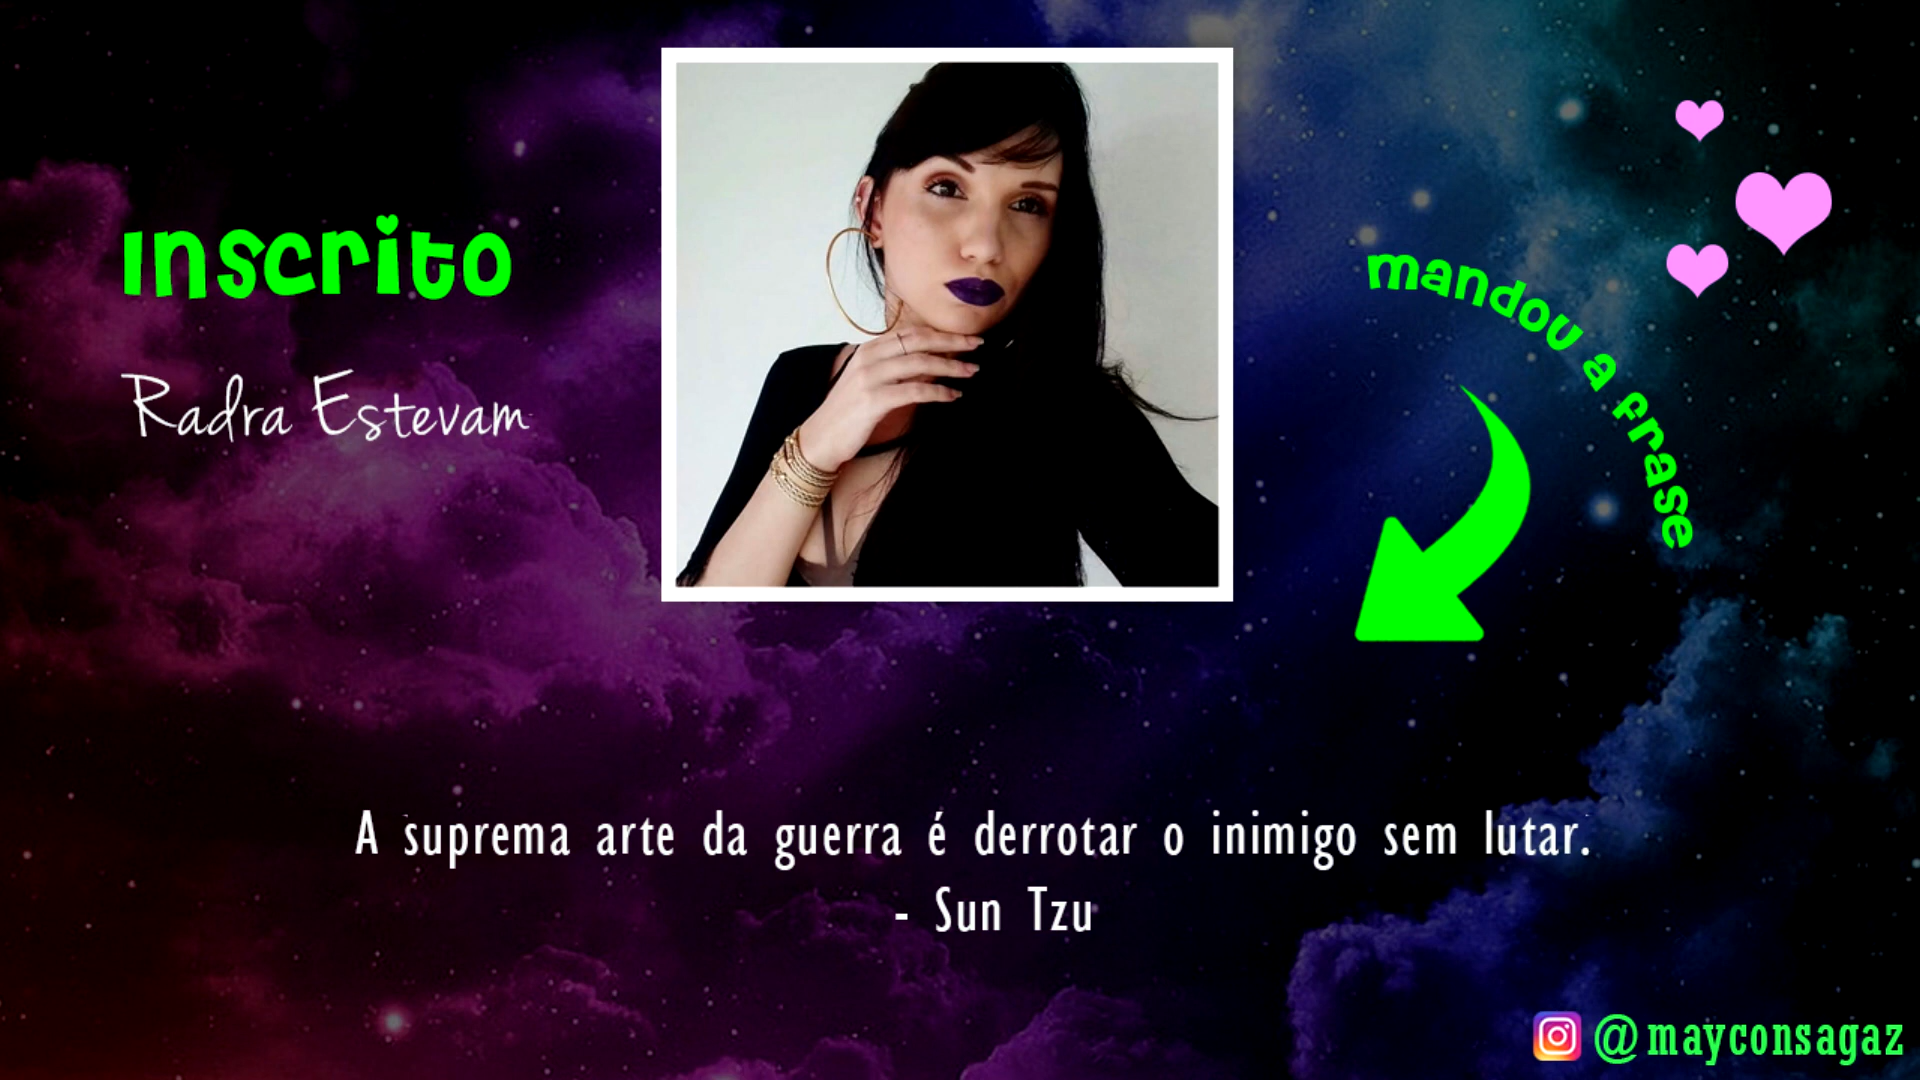 Inscrito
Radra Estevam
mandou a frase
A suprema arte da guerra é derrotar o inimigo sem lutar.
- Sun Tzu
@mayconsagaz